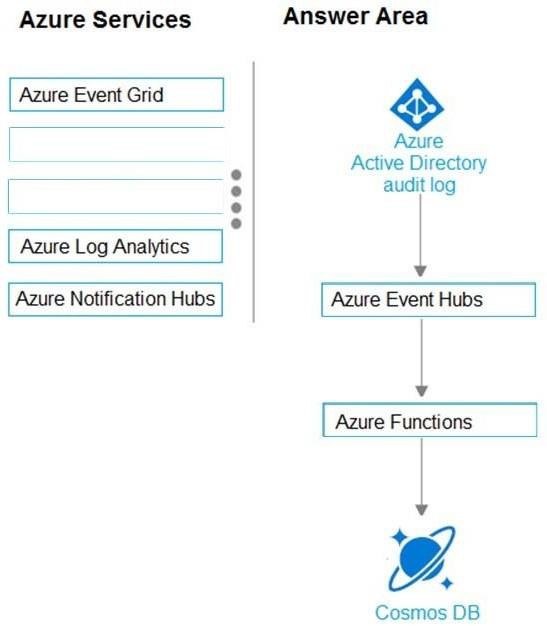 Azure Services
Answer Area
Azure Event Grid
Azure
Active Directory
audit log
Azure Log Analytics
Azure Notification Hubs
Azure Event Hubs
Azure Functions
Cosmos DB